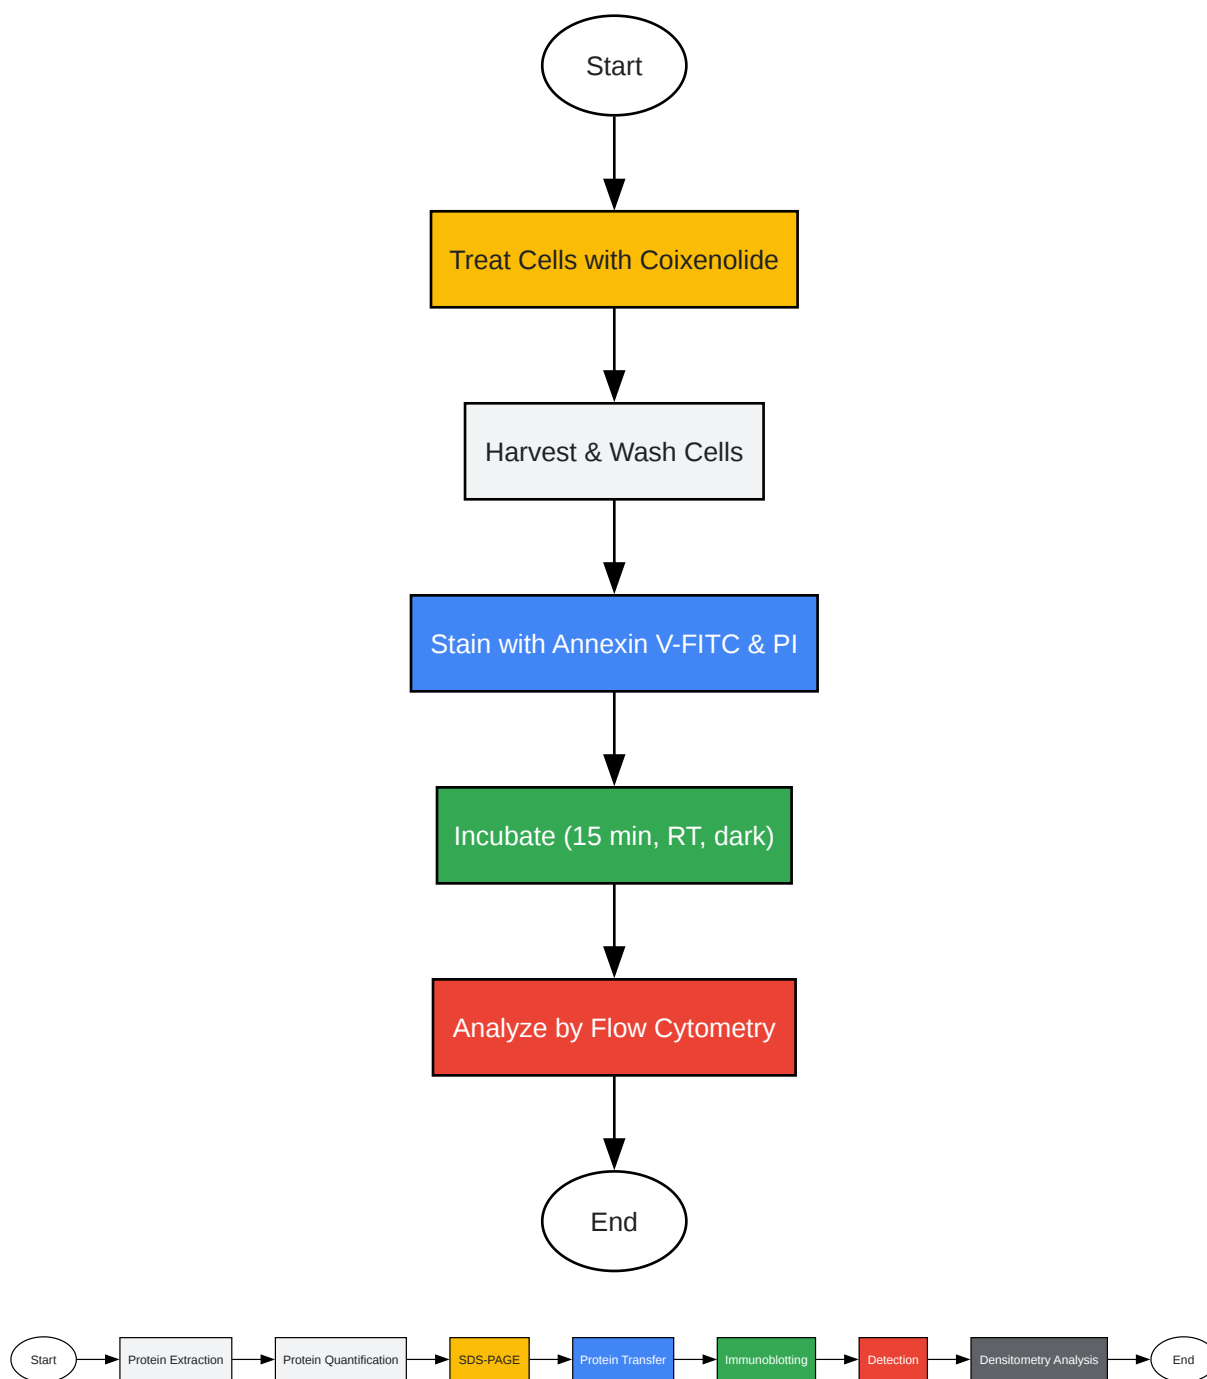 Start
Treat Cells with Coixenolide
Harvest & Wash Cells
Stain with Annexin V-FITC & PI
Incubate (15 min, RT, dark)
Analyze by Flow Cytometry
End
Start
Protein Extraction
Protein Quantification
SDS-PAGE
Protein Transfer
Immunoblotting
Detection
Densitometry Analysis
End